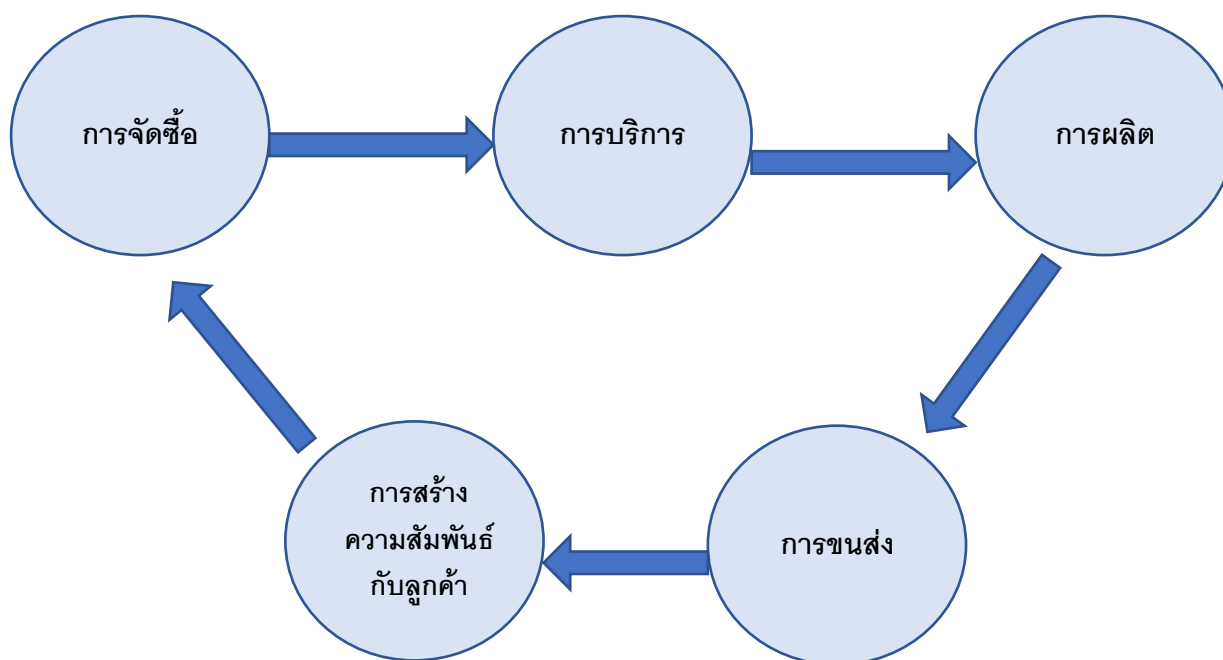 การจัดซื้อ
การบริการ
การผลิต
การขนส่ง
การสร้าง
ความสัมพันธ์
กับลูกค้า